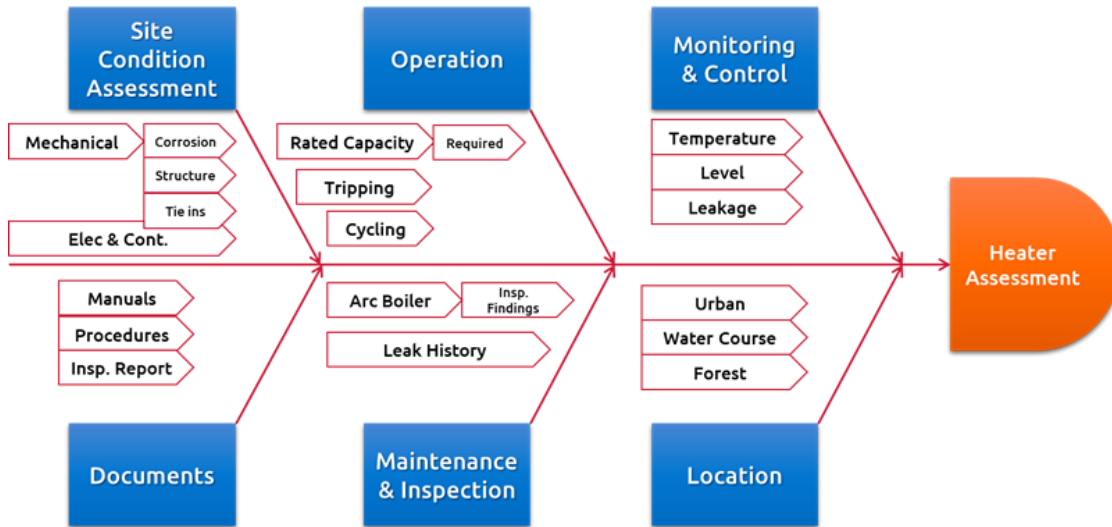 Site
Condition
Assessment
Operation
Monitoring
& Control
Mechanical
Corrosion
Structure
Tie ins
Elec & Cont.
Rated Capacity
Required
Tripping
Cycling
Temperature
Level
Leakage
Heater
Assessment
Manuals
Procedures
Insp. Report
Arc Boiler
Insp.
Findings
Leak History
Urban
Water Course
Forest
Documents
Maintenance
& Inspection
Location